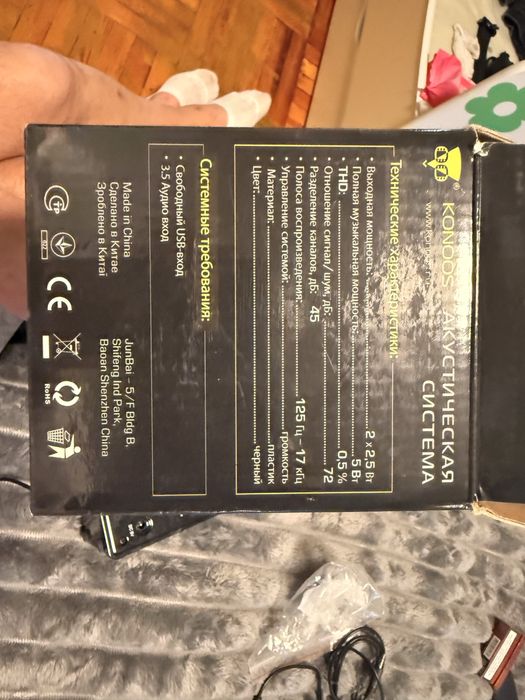 KONOOS®
АКУСТИЧЕСКАЯ
СИСТЕМА
Технические характеристики:
• Выходная мощность: 2 x 2,5 Вт
• Полная музыкальная мощность: 5 Вт
• THD: 0,5 %
• Отношение сигнал/шум, дБ: 72
• Разделение каналов, дБ: 45
• Полоса воспроизведения: 125 Гц – 17 кГц
• Управление системой: громкость
• Материал: пластик
• Цвет: черный
Системные требования:
• Свободный USB-вход
• 3.5 Аудио вход
Made in China
Сделано в Китае
Зроблено в Китаї
JunBai - 5/F Bldg B,
Shifeng Ind Park,
Baoan Shenzhen China
CE
RoHS